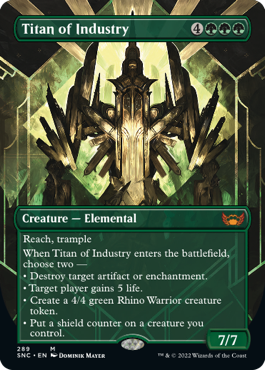 Titan of Industry 4
Creature — Elemental
Reach, trample
When Titan of Industry enters the battlefield,
choose two —
• Destroy target artifact or enchantment.
• Target player gains 5 life.
• Create a 4/4 green Rhino Warrior creature
token.
• Put a shield counter on a creature you
control.
7/7
289 M
SNC • EN DOMINIK MAYER
™ & © 2022 Wizards of the Coast